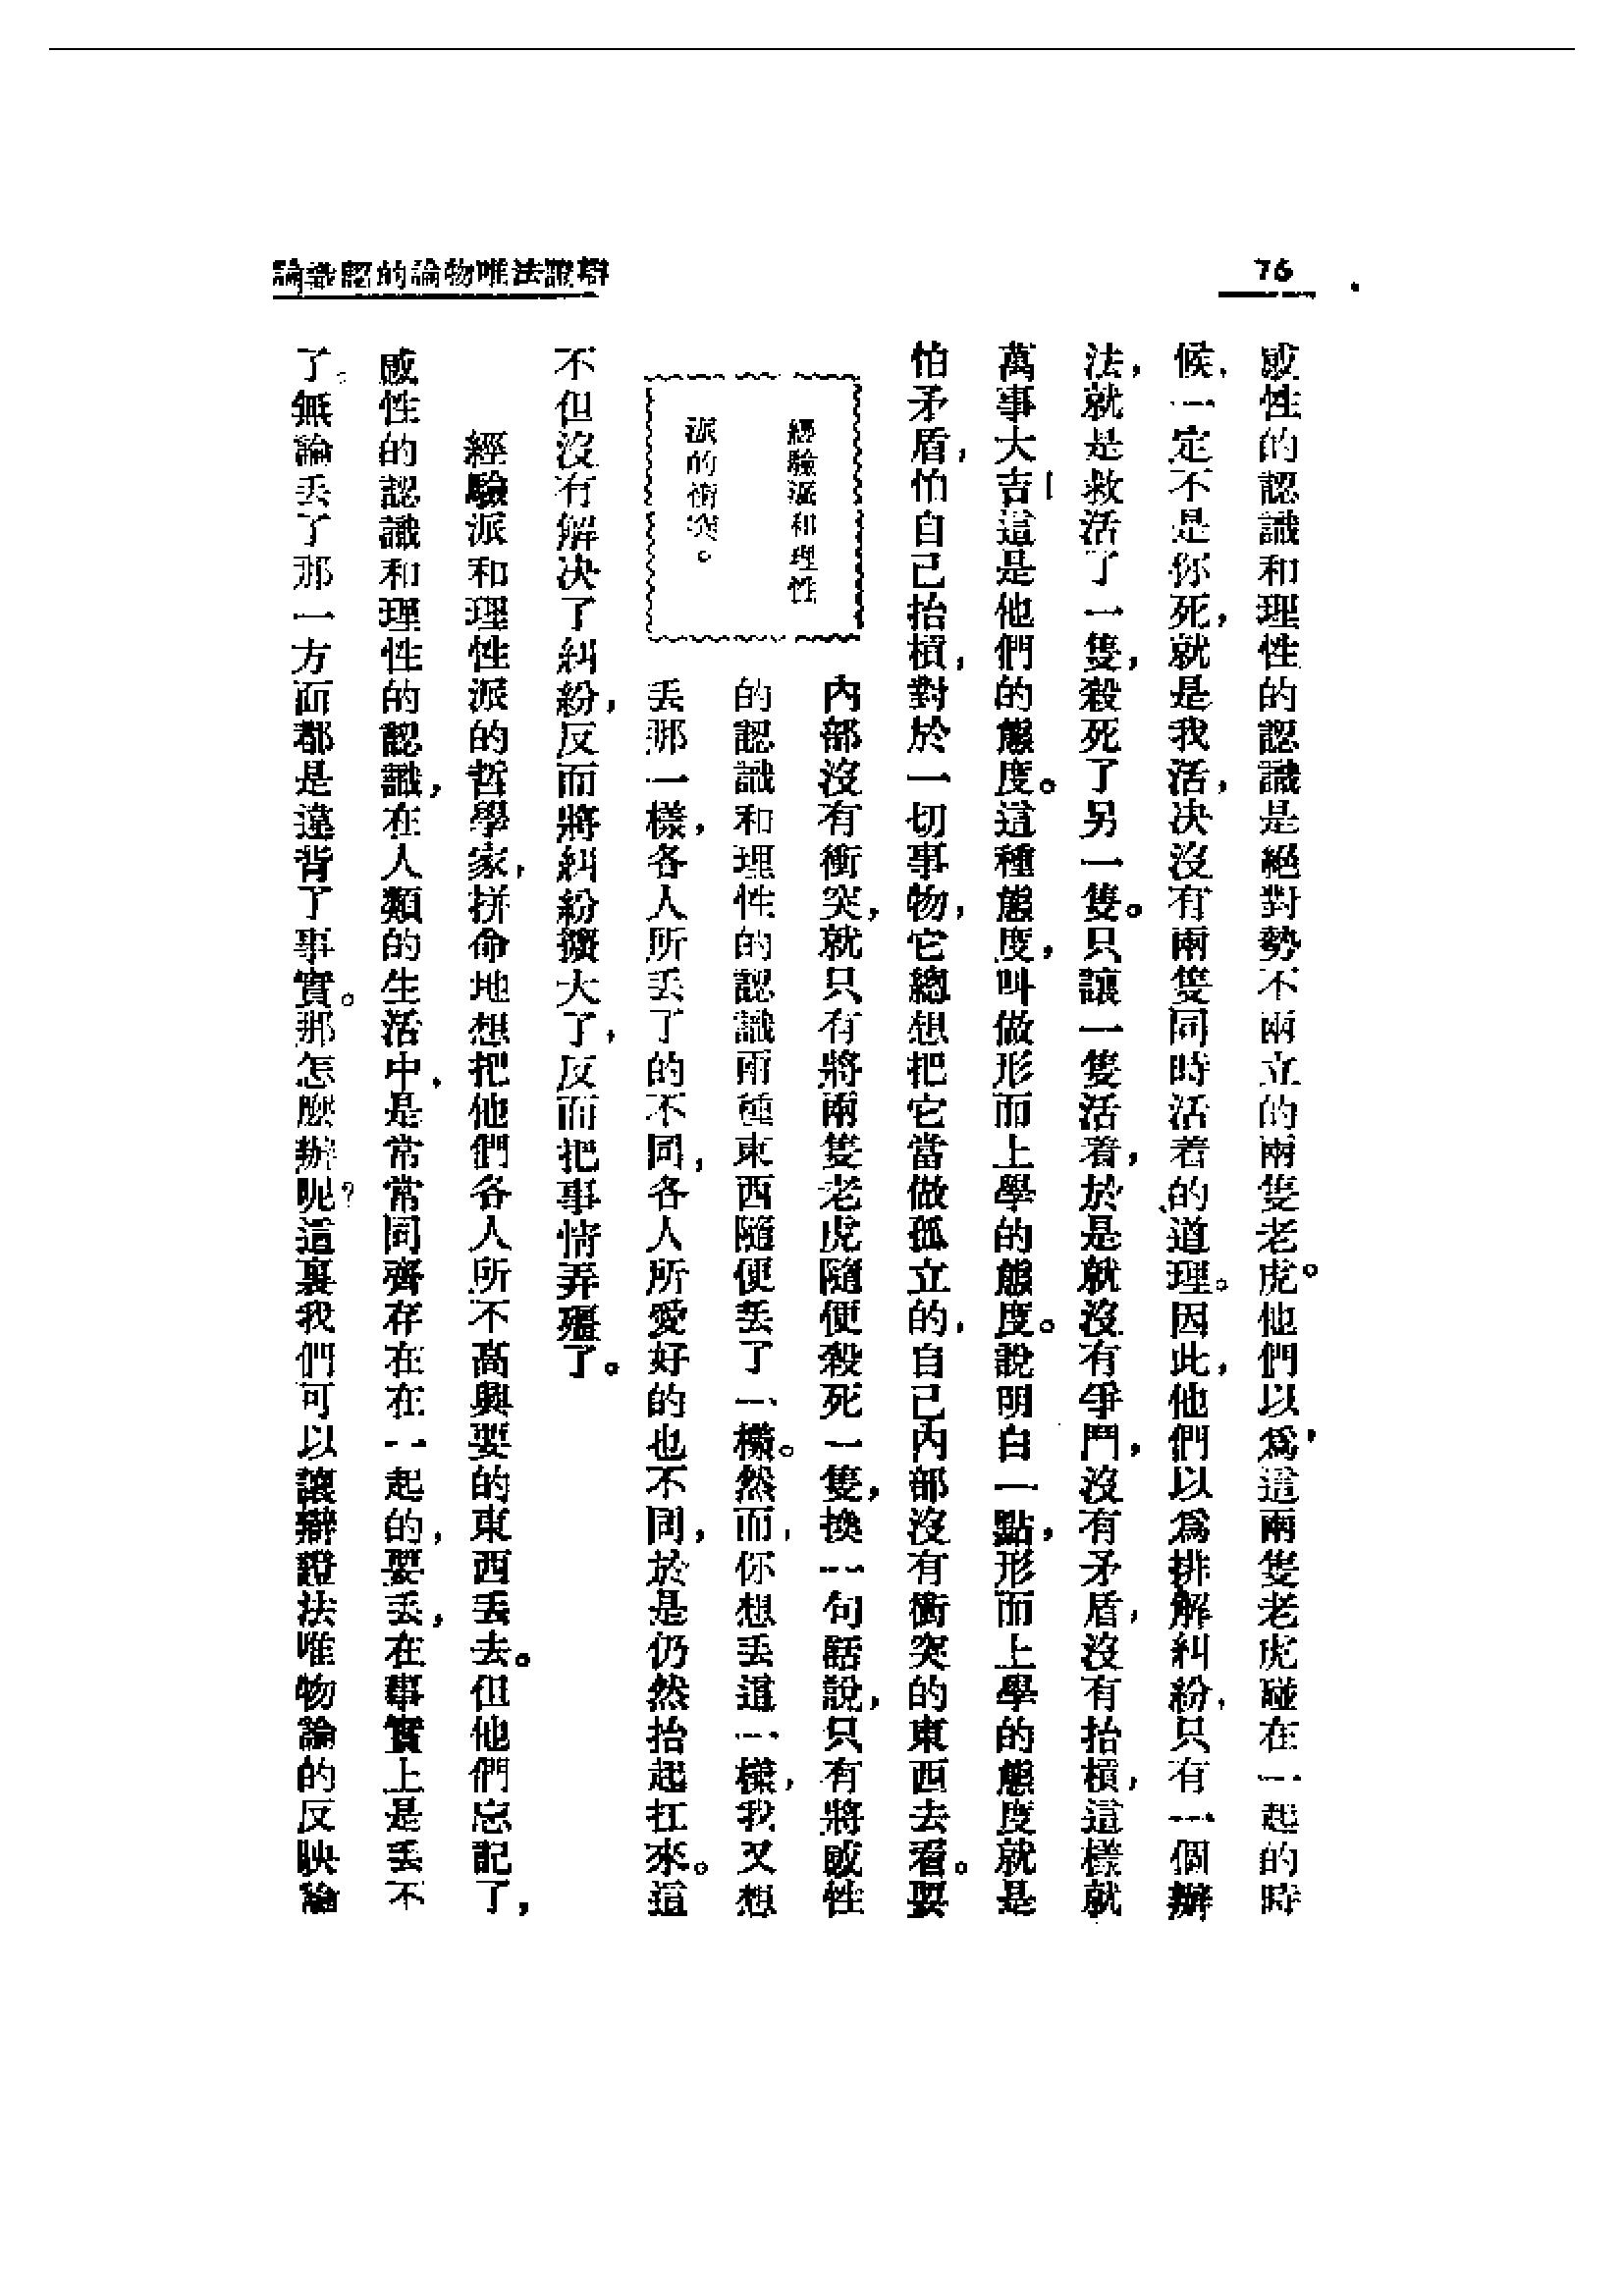 76
論識認的論物唯法證辯
感性的認識和理性的認識是絕對勢不兩立的兩隻老虎。他們以爲,這兩隻老虎碰在一起的時
候,一定不是你死,就是我活,决沒有兩隻同時活着的道理。因此,他們以爲排解糾紛,只有一個辦
法,就是救活了一隻,殺死了另一隻。只讓一隻活着,於是就沒有爭鬥,沒有矛盾,沒有抬槓,這樣就
萬事大吉!這是他們的態度。這種態度,叫做形而上學的態度。說明白一點,形而上學的態度就是
怕矛盾,怕自己抬槓,對於一切事物,它總想把它當做孤立的,自己內部沒有衝突的東西去看。要
經驗派和理性
派的衝突。
內部沒有衝突,就只有將兩隻老虎隨便殺死一隻,換一句話說,只有將感性
的認識和理性的認識兩種東西隨便丟了一樣。然而,你想丟這一樣,我又想
丟那一樣,各人所丟了的不同,各人所愛好的也不同,於是仍然抬起扛來。這
不但沒有解决了糾紛,反而將糾紛擴大了,反而把事情弄殭了。
經驗派和理性派的哲學家,拼命地想把他們各人所不高興要的東西丟去。但他們忘記了,
感性的認識和理性的認識,在人類的生活中,是常常同齊存在在一起的,要丟,在事實上是丟不
了。無論丟了那一方面都是違背了事實。那怎麽辦呢?這裏我們可以讓辯證法唯物論的反映論